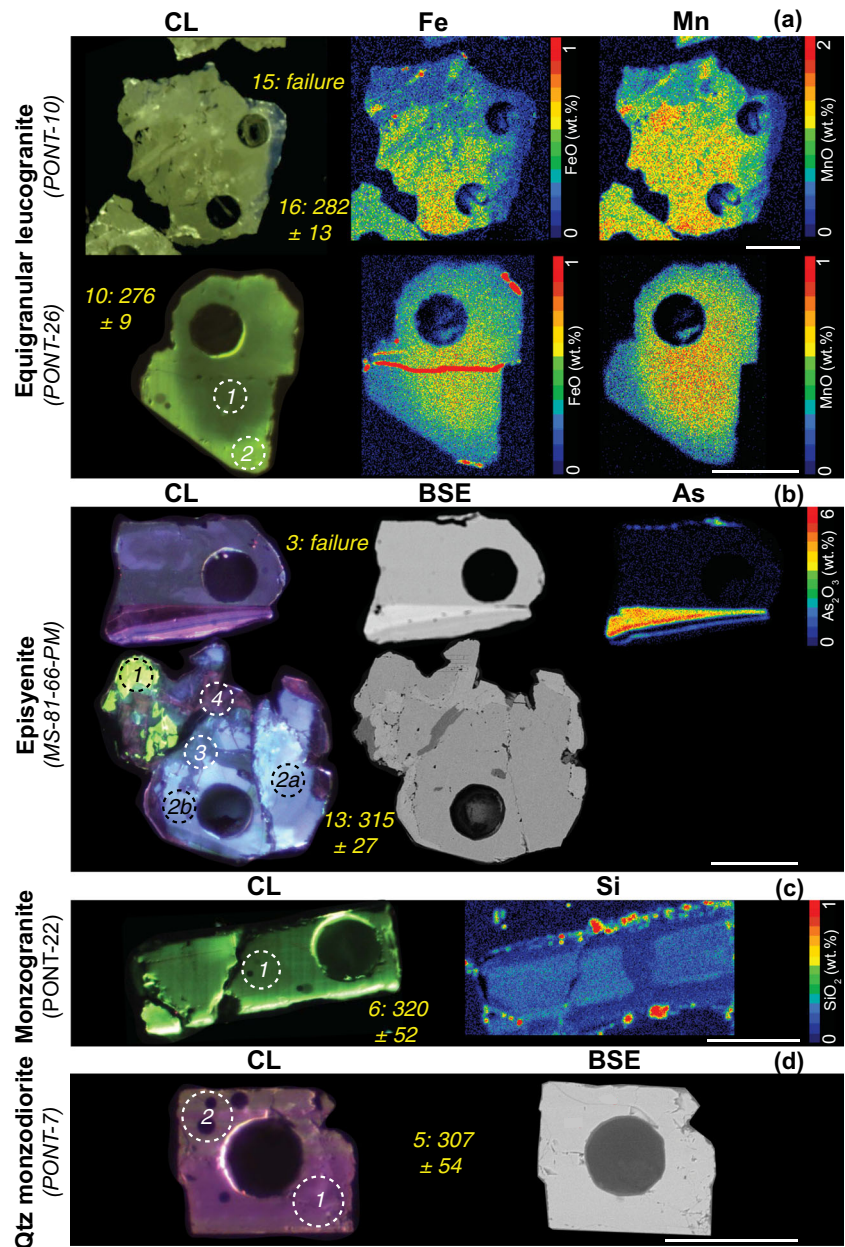 CL Fe Mn (a)
Equigranular leucogranite
(PONT-10)
15: failure
16: 282
± 13
1
FeO (wt.%)
0
2
MnO (wt.%)
0
(PONT-26)
10: 276
± 9
1
2
1
FeO (wt.%)
0
1
MnO (wt.%)
0
CL BSE As (b)
Episyenite
(MS-81-66-PM)
3: failure
6
As2O3 (wt.%)
0
1
4
3
2a
2b
13: 315
± 27
CL Si (c)
Monzogranite
(PONT-22)
1
6: 320
± 52
1
SiO2 (wt.%)
0
CL BSE (d)
Qtz monzodiorite
(PONT-7)
2
1
5: 307
± 54